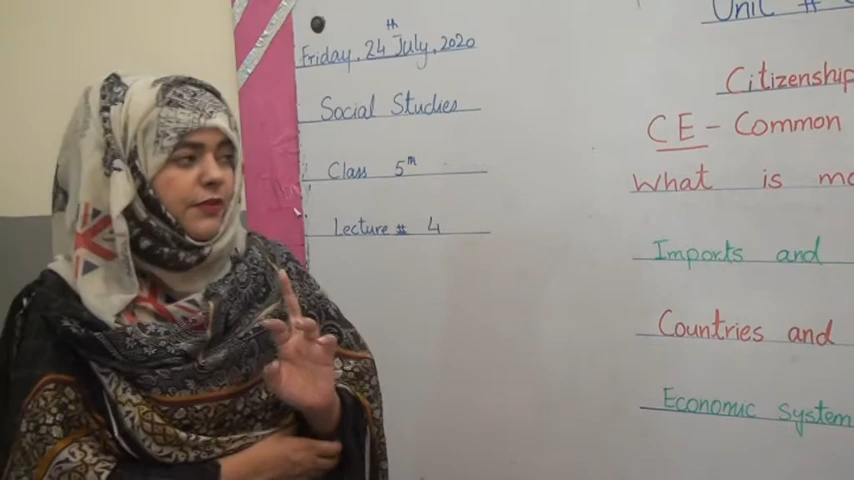 Friday, 24th July, 2020
Social Studies
Class 5th
Lecture # 4
Unit #
Citizenship
CE - Common
What is
Imports and
Countries and
Economic System